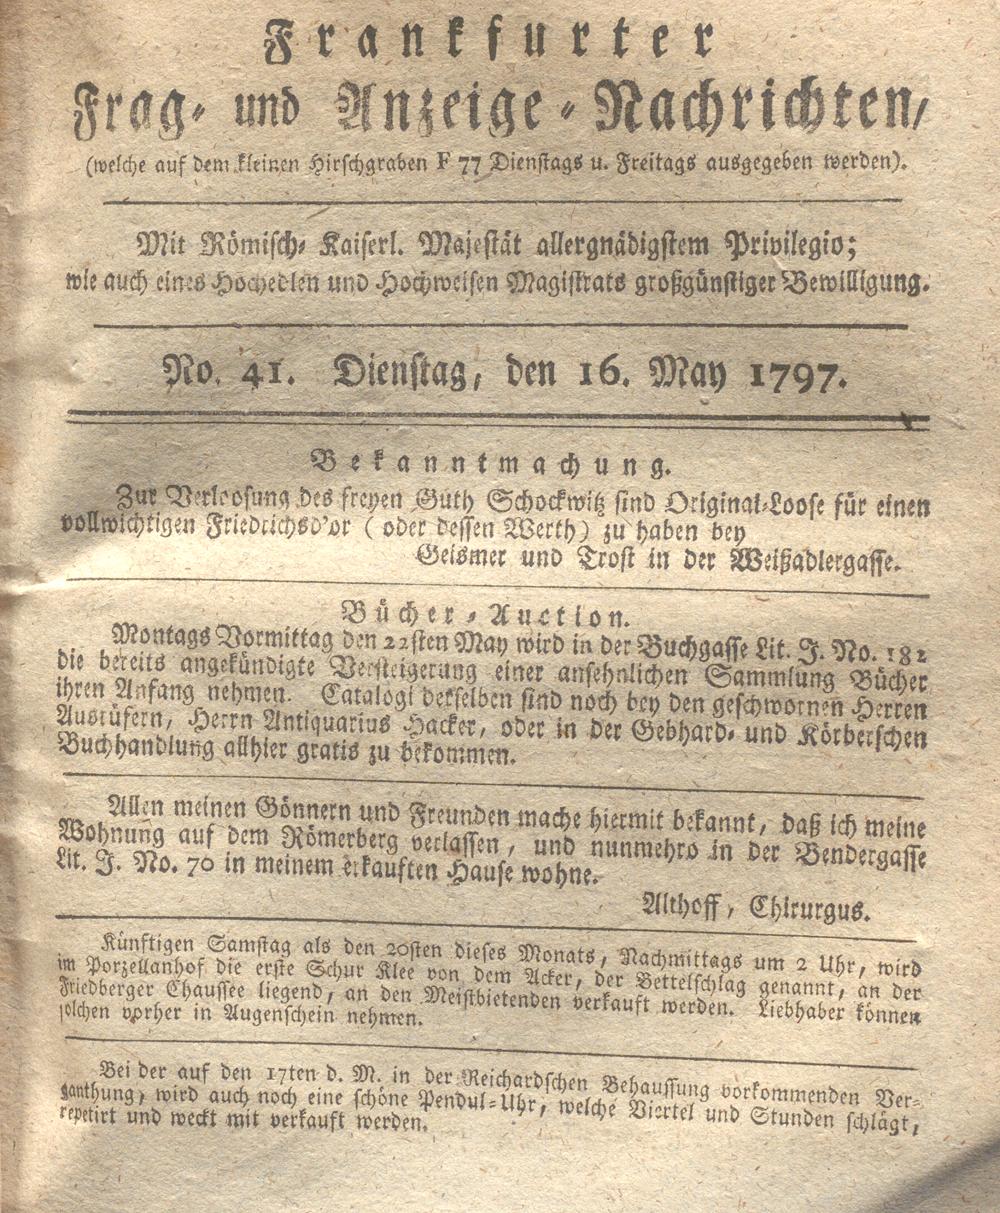 Frankfurter
Frag- und Anzeige-Nachrichten,
(welche auf dem kleinen Hirschgraben F 77 Dienstags u. Freitags ausgegeben werden).
Mit Römisch-Kaiserl. Majestät allergnädigstem Privilegio;
wie auch eines Hochedlen und Hochweisen Magistrats großgünstiger Bewilligung.
No. 41. Dienstag, den 16. May 1797.
Bekanntmachung.
Zur Verloosung des freyen Guth Schockwitz sind Original-Loose für einen
vollwichtigen Friedrichsd'or (oder dessen Werth) zu haben bey
Geismer und Trost in der Weißadlergasse.
Bücher-Auction.
Montags Vormittag den 22sten May wird in der Buchgasse Lit. J. No. 182
die bereits angekündigte Versteigerung einer ansehnlichen Sammlung Bücher
ihren Anfang nehmen. Catalogi derselben sind noch bey den geschwornen Herren
Ausrüfern, Herrn Antiquarius Hacker, oder in der Gebhard- und Körberschen
Buchhandlung allhier gratis zu bekommen.
Allen meinen Gönnern und Freunden mache hiermit bekannt, daß ich meine
Wohnung auf dem Römerberg verlassen, und nunmehro in der Bendergasse
Lit. J. No. 70 in meinem erkauften Hause wohne.
Althoff, Chirurgus.
Künftigen Samstag als den 20sten dieses Monats, Nachmittags um 2 Uhr, wird
im Porzellanhof die erste Schur Klee von dem Acker, der Bettelschlag genannt, an der
Friedberger Chaussee liegend, an den Meistbietenden verkauft werden. Liebhaber können
solchen vorher in Augenschein nehmen.
Bei der auf den 17ten d. M. in der Reichardschen Behaussung vorkommenden Ver-
ganthung, wird auch noch eine schöne Pendul-Uhr, welche Viertel und Stunden schlägt,
repetirt und weckt mit verkauft werden.